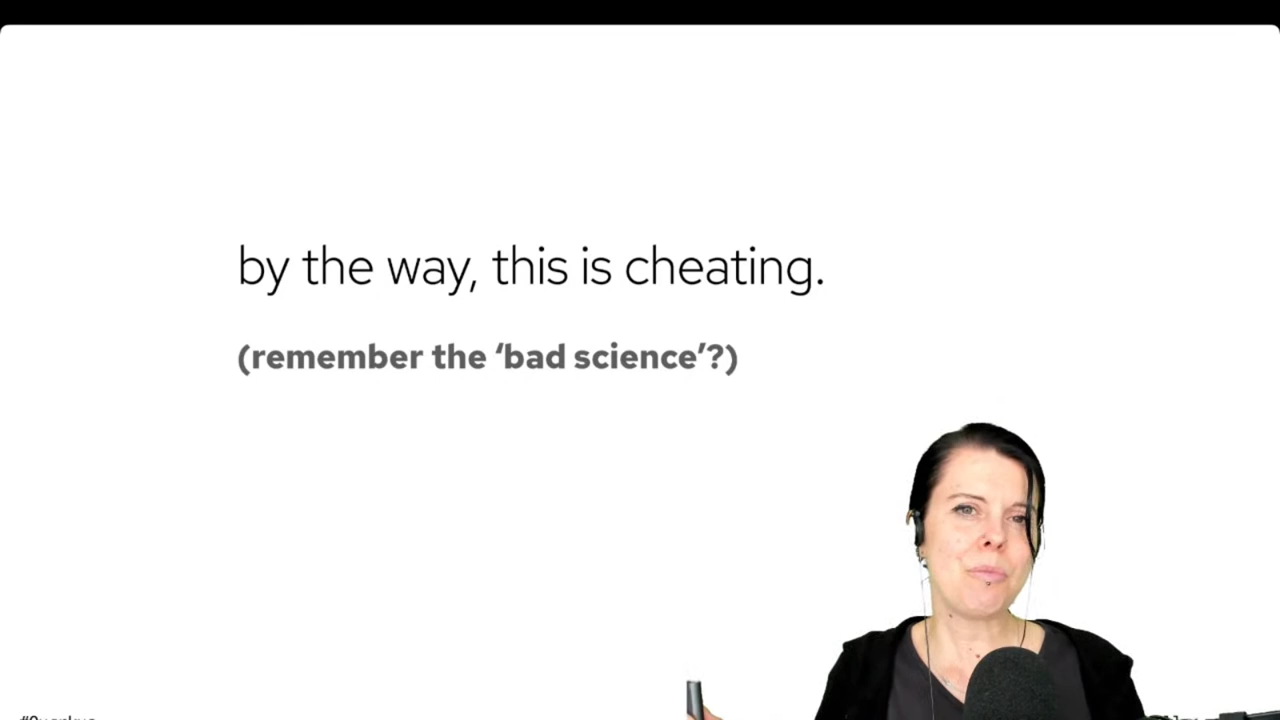 by the way, this is cheating.
(remember the ‘bad science’?)